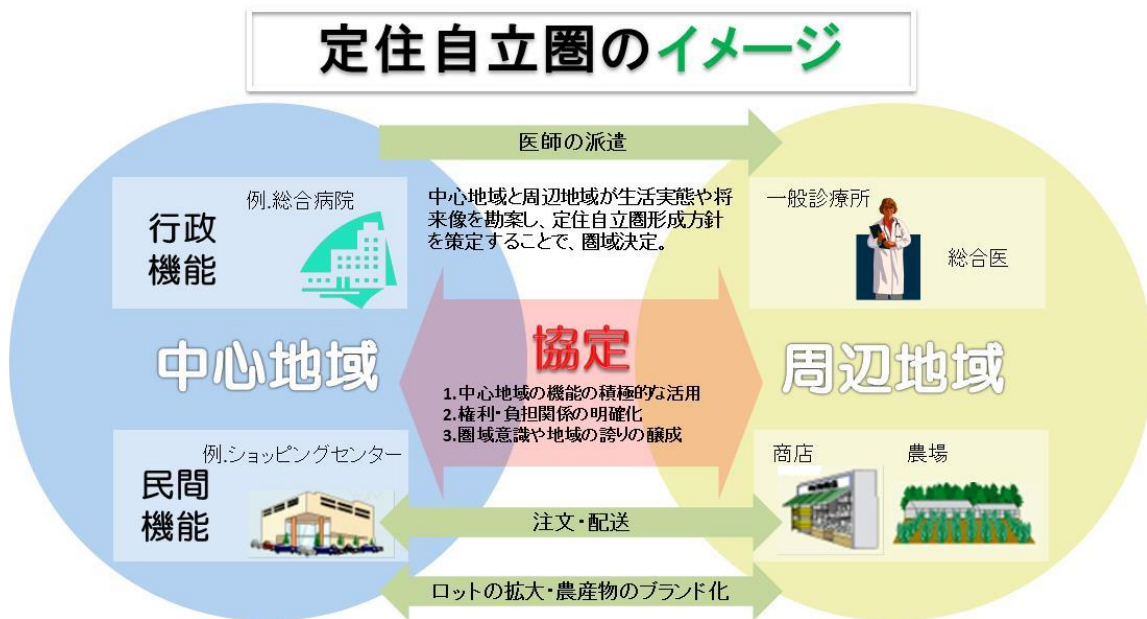 定住自立圏のイメージ
医師の派遣
例.総合病院
行政
機能
中心地域と周辺地域が生活実態や将
来像を勘案し、定住自立圏形成方針
を策定することで、圏域決定。
一般診療所
総合医
中心地域
協定
周辺地域
1.中心地域の機能の積極的な活用
2.権利・負担関係の明確化
3.圏域意識や地域の誇りの醸成
例.ショッピングセンター
民間
機能
商店
農場
注文・配送
ロットの拡大・農産物のブランド化